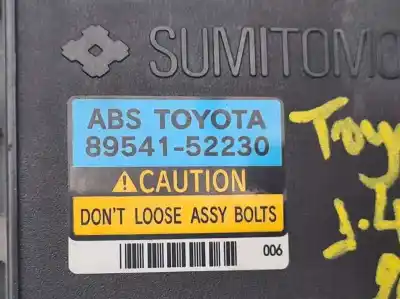 SUMITOMO
ABS TOYOTA
89541-52230
⚠CAUTION
DON'T LOOSE ASSY BOLTS
006